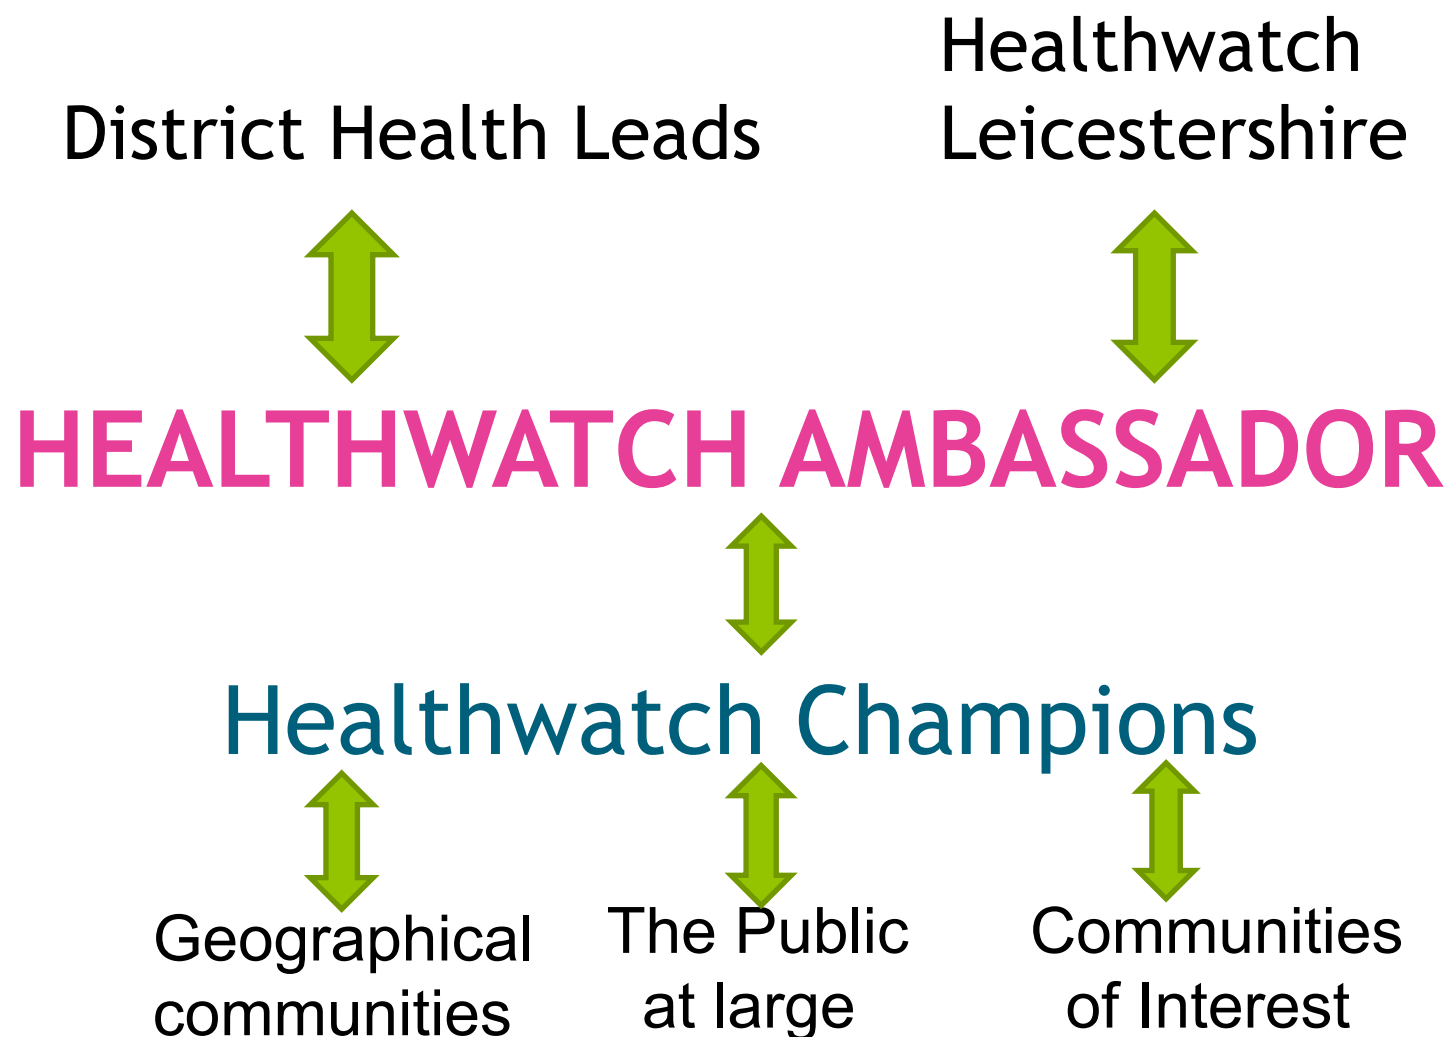 District Health Leads
Healthwatch
Leicestershire
HEALTHWATCH AMBASSADOR
Healthwatch Champions
Geographical
communities
The Public
at large
Communities
of Interest